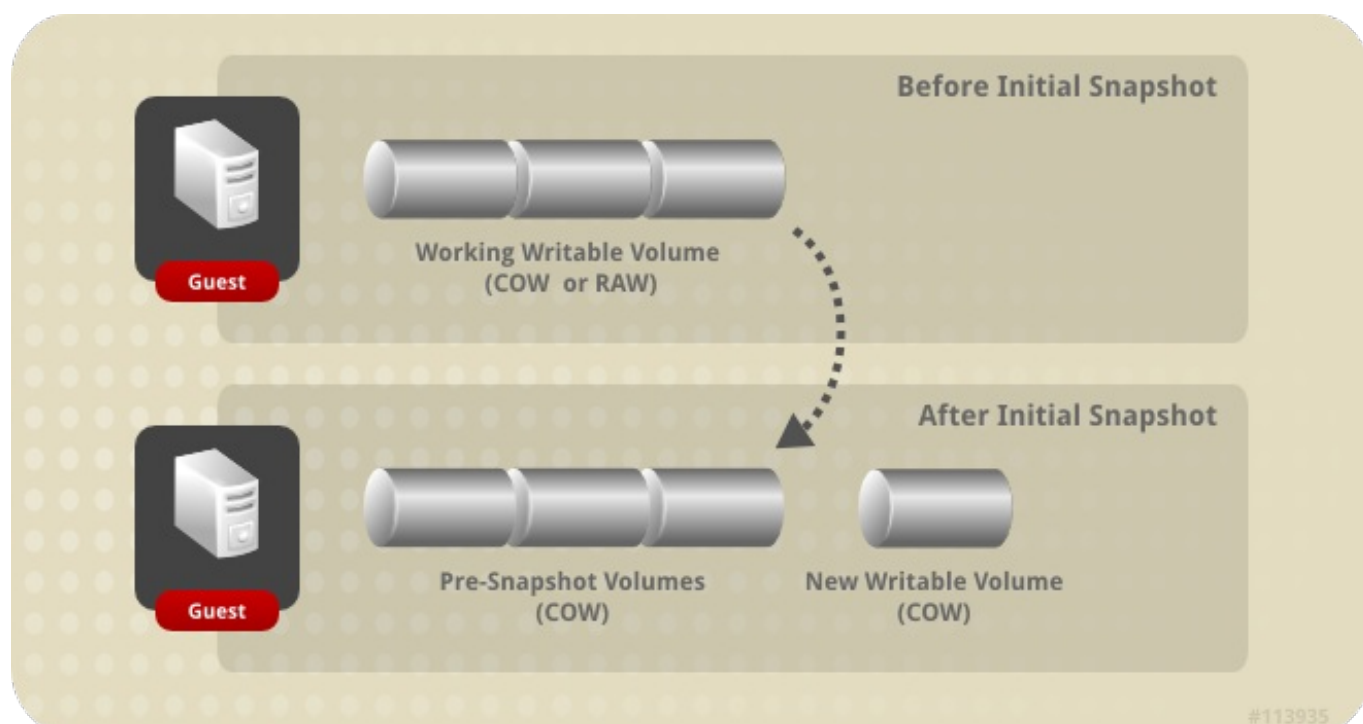 Before Initial Snapshot
Guest
Working Writable Volume
(COW or RAW)
After Initial Snapshot
Guest
Pre-Snapshot Volumes
(COW)
New Writable Volume
(COW)
#113935